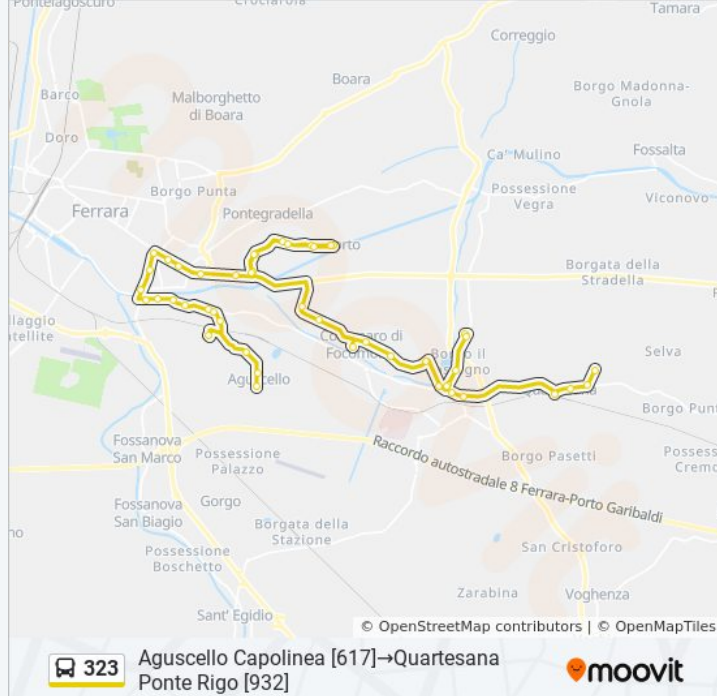 Pontelagoscuro
Crociarola
Tamara
Correggio
Boara
Borgo Madonna-
Gnola
Barco
Malborghetto
di Boara
Doro
Fossalta
Ca' Mulino
Borgo Punta
Possessione
Vegra
Viconovo
Ferrara
Pontegradella
Borgata della
Stradella
Selva
Aguscello
Borgo Punt
Fossanova
San Marco
Possessione
Palazzo
Borgo Pasetti
Possess
Cremo
Raccordo autostradale 8 Ferrara-Porto Garibaldi
Gorgo
Fossanova
San Biagio
Borgata della
Stazione
San Cristoforo
Possessione
Boschetto
Zarabina
Voghenza
Sant' Egidio
© OpenStreetMap contributors | © OpenMapTiles
323
Aguscello Capolinea [617]→Quartesana
Ponte Rigo [932]
moovit